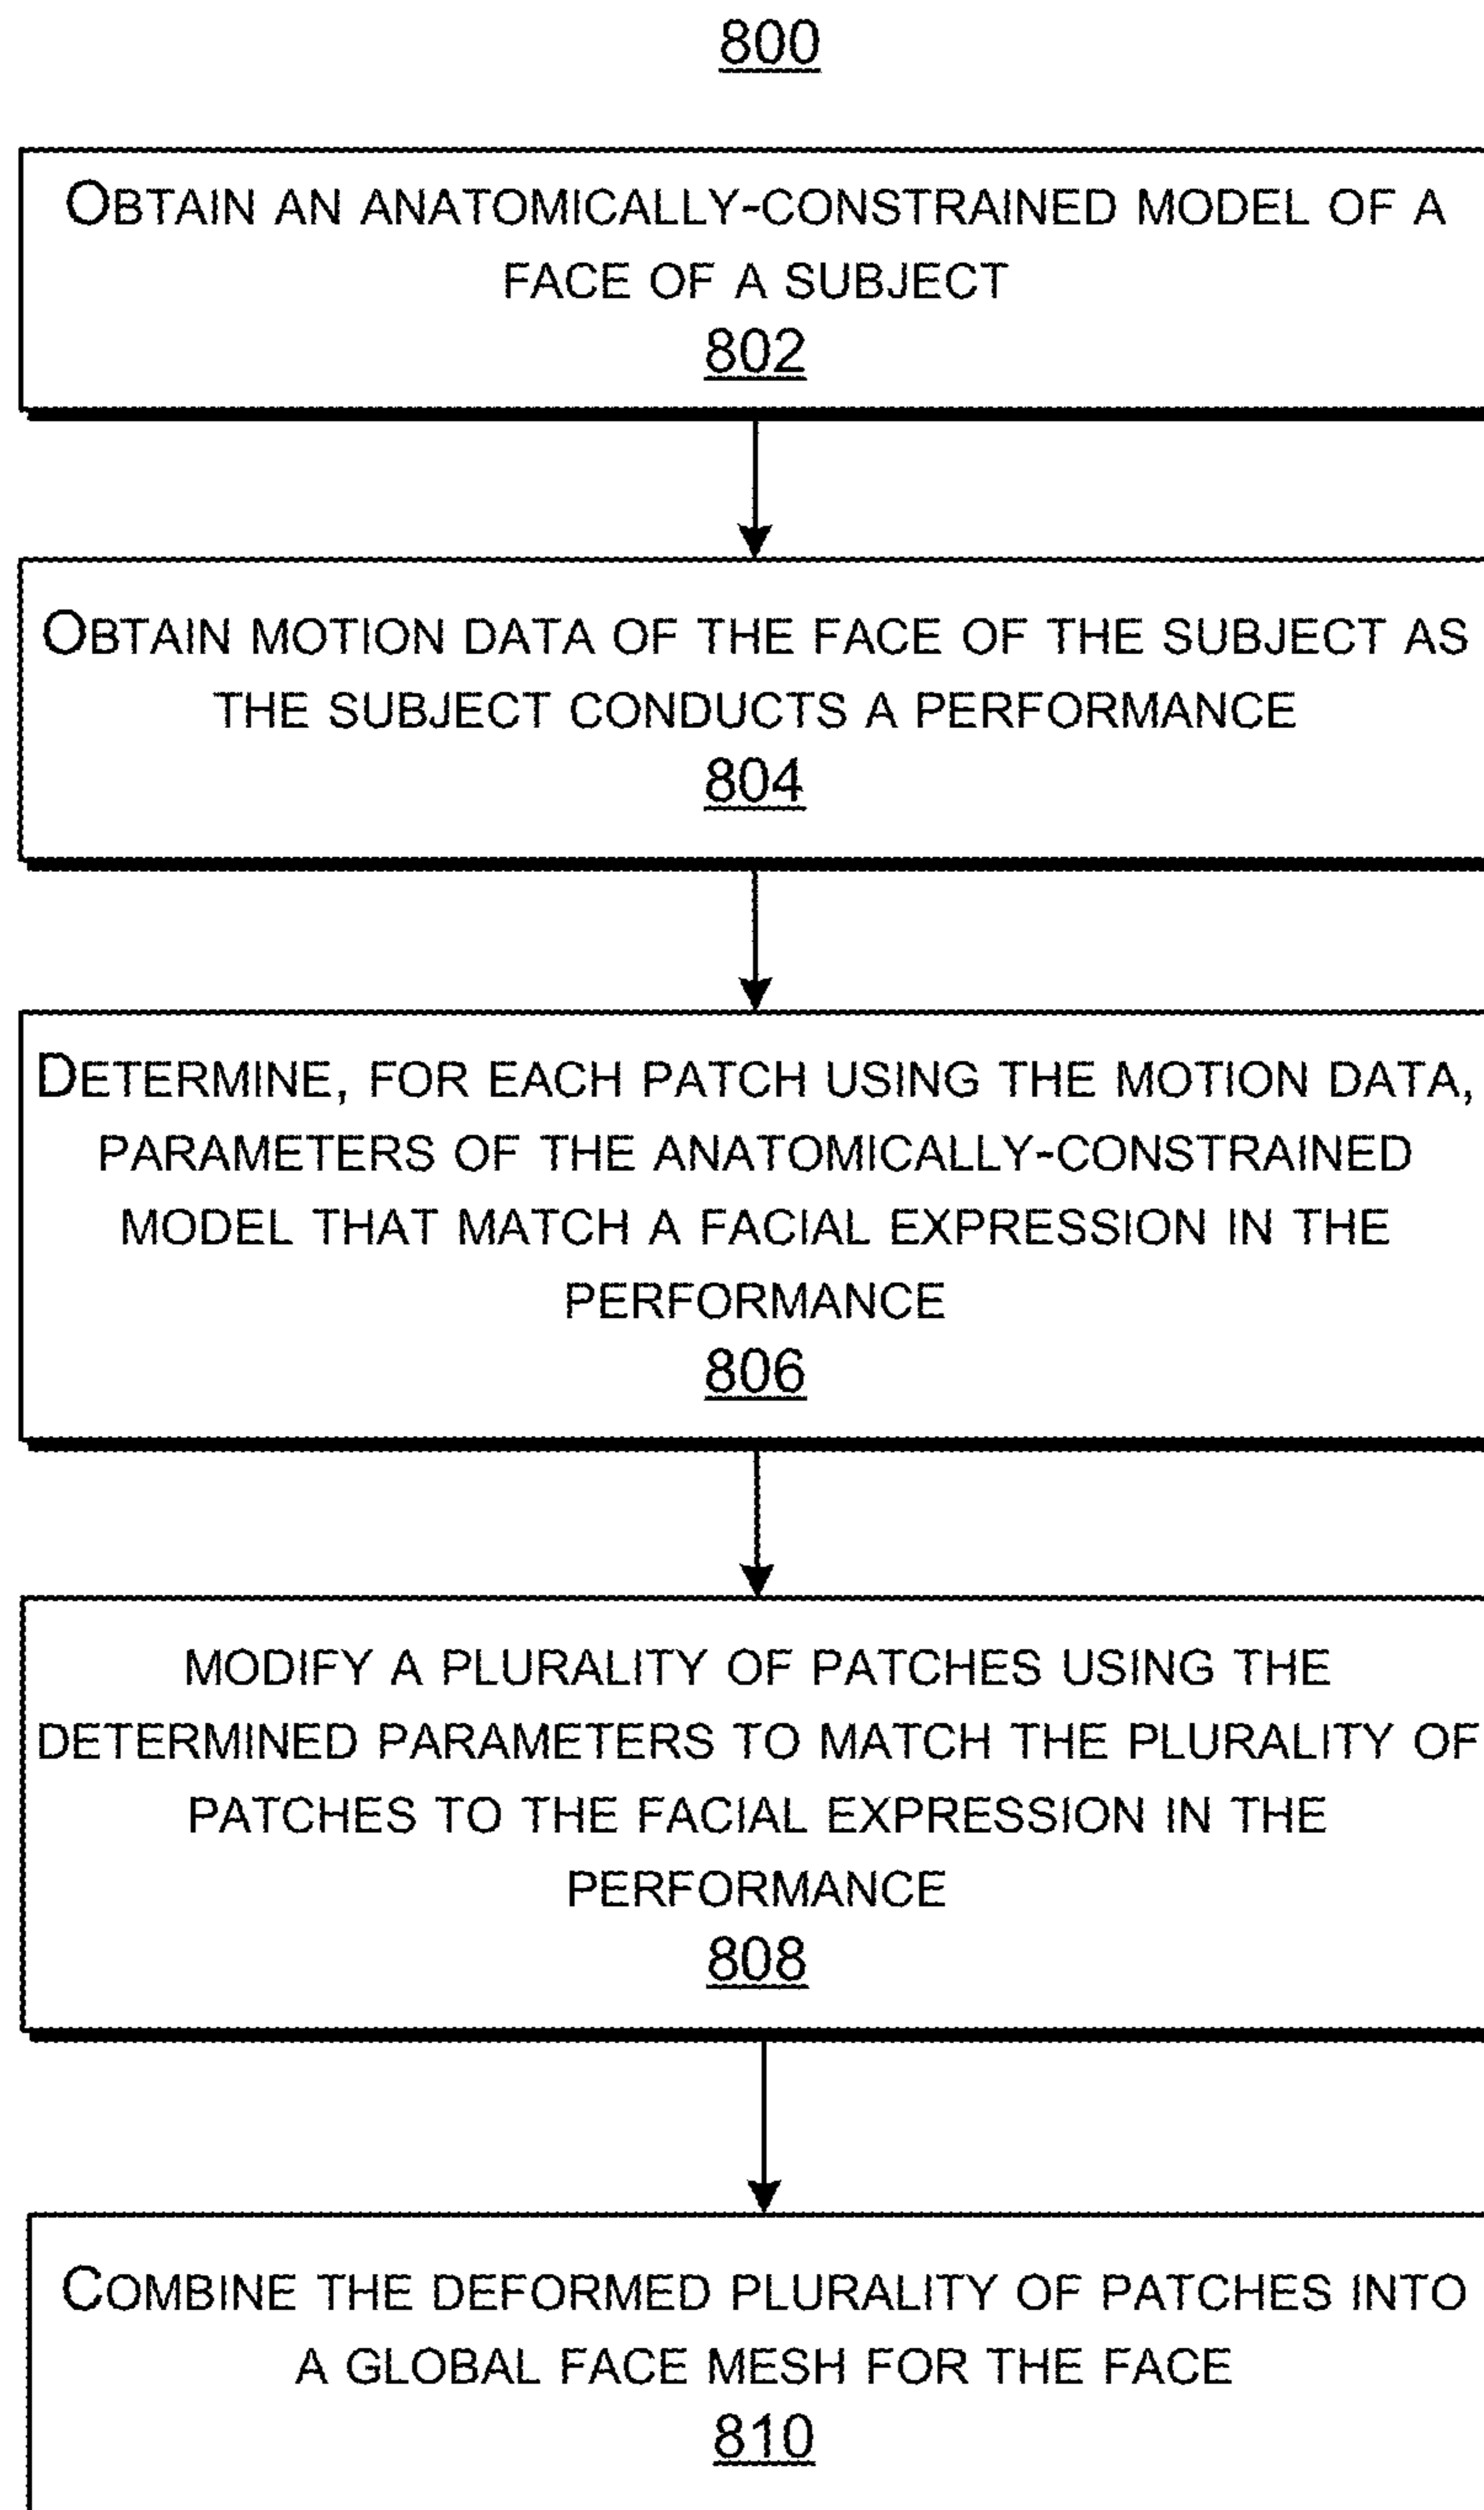 800
OBTAIN AN ANATOMICALLY-CONSTRAINED MODEL OF A
FACE OF A SUBJECT
802
OBTAIN MOTION DATA OF THE FACE OF THE SUBJECT AS
THE SUBJECT CONDUCTS A PERFORMANCE
804
DETERMINE, FOR EACH PATCH USING THE MOTION DATA,
PARAMETERS OF THE ANATOMICALLY-CONSTRAINED
MODEL THAT MATCH A FACIAL EXPRESSION IN THE
PERFORMANCE
806
MODIFY A PLURALITY OF PATCHES USING THE
DETERMINED PARAMETERS TO MATCH THE PLURALITY OF
PATCHES TO THE FACIAL EXPRESSION IN THE
PERFORMANCE
808
COMBINE THE DEFORMED PLURALITY OF PATCHES INTO
A GLOBAL FACE MESH FOR THE FACE
810